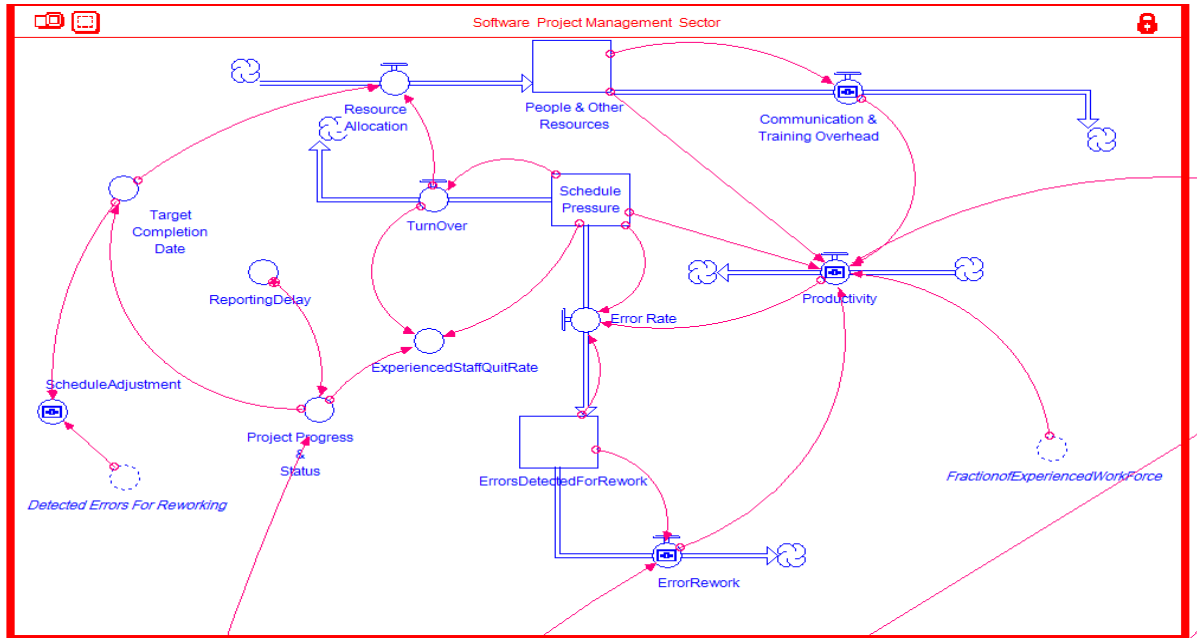 Software Project Management Sector
Resource
Allocation
People & Other
Resources
Communication &
Training Overhead
Schedule
Pressure
Target
Completion
Date
TurnOver
ReportingDelay
Productivity
Error Rate
ExperiencedStaffQuitRate
ScheduleAdjustment
Project Progress
&
Status
ErrorsDetectedForRework
FractionofExperiencedWorkForce
Detected Errors For Reworking
ErrorRework